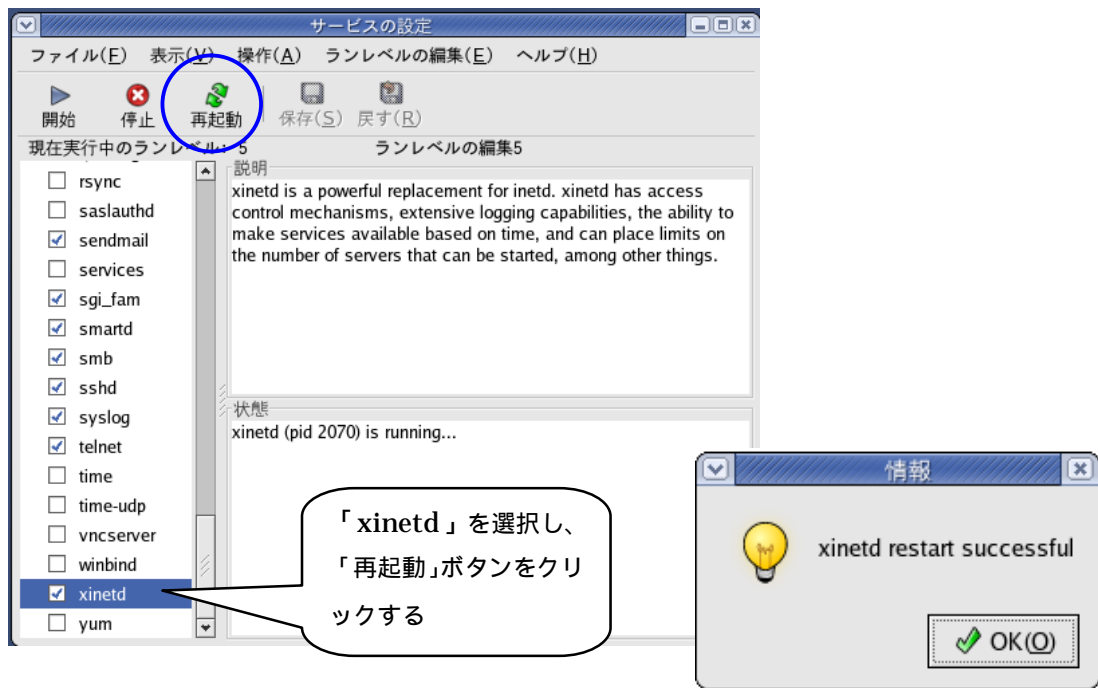 サービスの設定
ファイル(F) 表示(V) 操作(A) ランレベルの編集(E) ヘルプ(H)
開始 停止 再起動 保存(S) 戻す(R)
現在実行中のランレベル: 5 ランレベルの編集5
rsync
saslauthd
sendmail
services
sgi_fam
smartd
smb
sshd
syslog
telnet
time
time-udp
vncserver
winbind
xinetd
yum
説明
xinetd is a powerful replacement for inetd. xinetd has access
control mechanisms, extensive logging capabilities, the ability to
make services available based on time, and can place limits on
the number of servers that can be started, among other things.
状態
xinetd (pid 2070) is running...
「xinetd」を選択し、
「再起動」ボタンをクリ
ックする
情報
xinetd restart successful
OK(O)